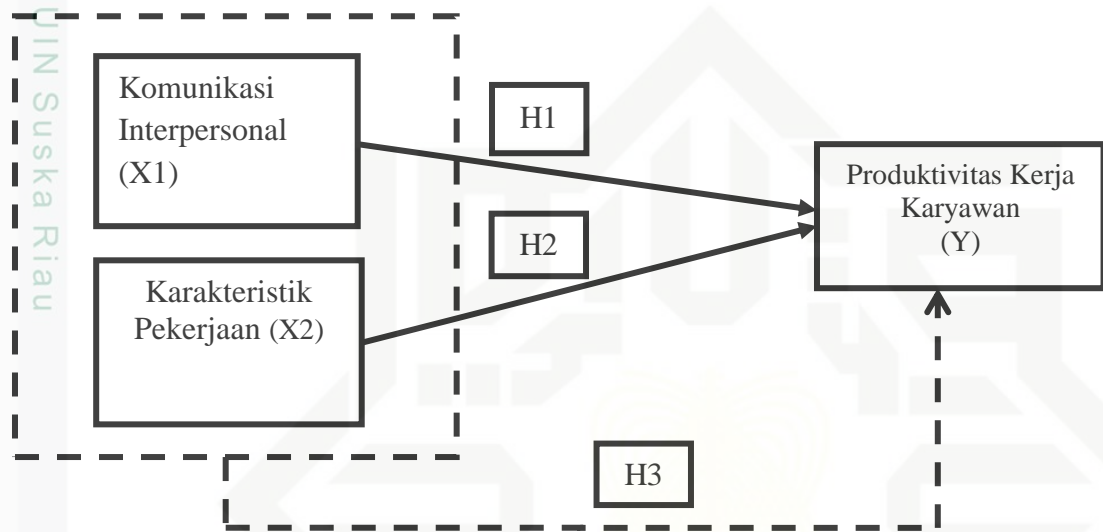 UIN Suska Riau
Komunikasi
Interpersonal
(X1)
H1
Produktivitas Kerja
Karyawan
(Y)
H2
Karakteristik
Pekerjaan (X2)
H3